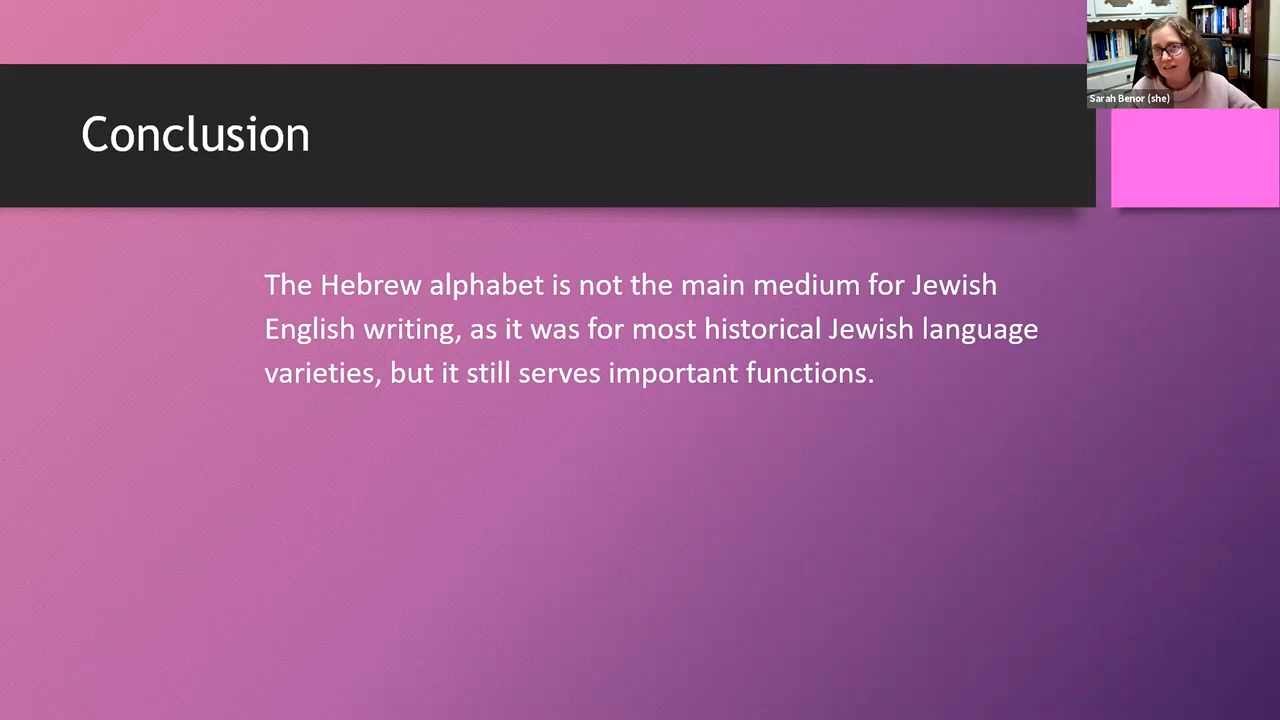 Sarah Benor (she)
Conclusion
The Hebrew alphabet is not the main medium for Jewish
English writing, as it was for most historical Jewish language
varieties, but it still serves important functions.